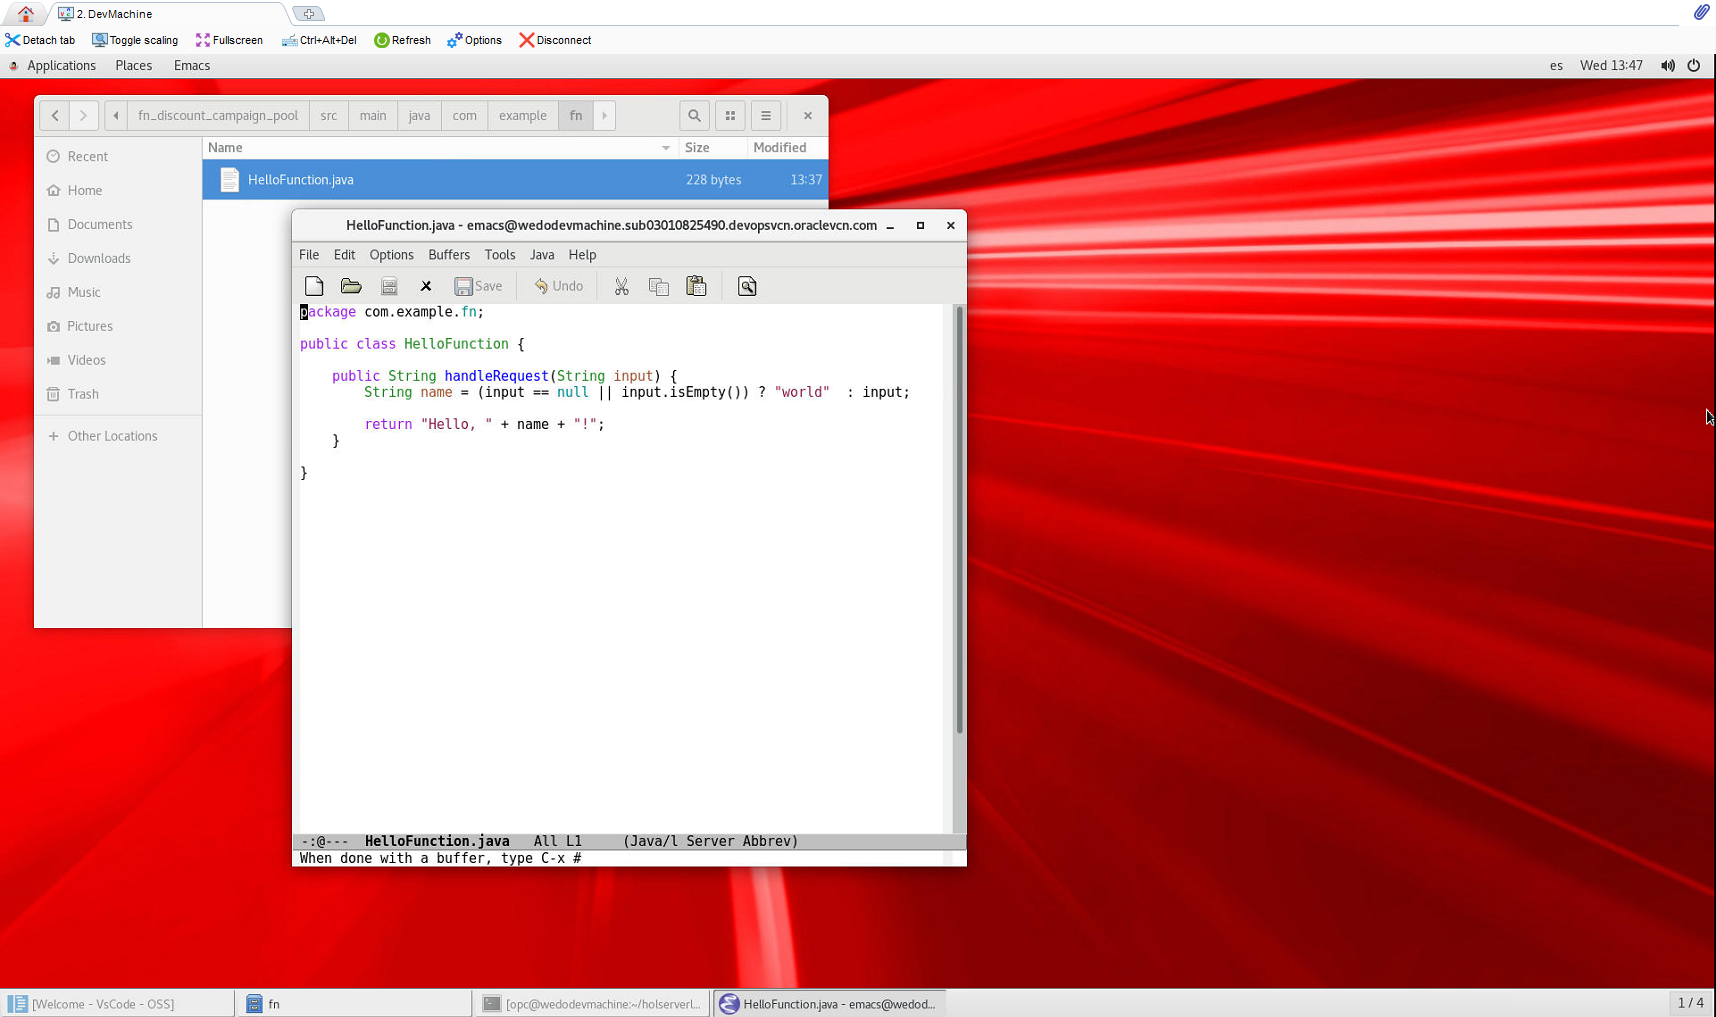 2. DevMachine
Detach tab Toggle scaling Fullscreen Ctrl+Alt+Del Refresh Options Disconnect
Applications Places Emacs es Wed 13:47
fn_discount_campaign_pool src main java com example fn
Name Size Modified
HelloFunction.java 228 bytes 13:37
Recent
Home
Documents
Downloads
Music
Pictures
Videos
Trash
Other Locations
HelloFunction.java - emacs@wedodevmachine.sub03010825490.devopsvcn.oraclevcn.com
File Edit Options Buffers Tools Java Help
Save Undo
package com.example.fn;
public class HelloFunction {
public String handleRequest(String input) {
String name = (input == null || input.isEmpty()) ? "world"  : input;
return "Hello, " + name + "!";
}
}
-:@---  HelloFunction.java   All L1     (Java/l Server Abbrev)
When done with a buffer, type C-x #
[Welcome - VsCode - OSS] fn [opc@wedodevmachine:~/holserverl... HelloFunction.java - emacs@wedod... 1 / 4